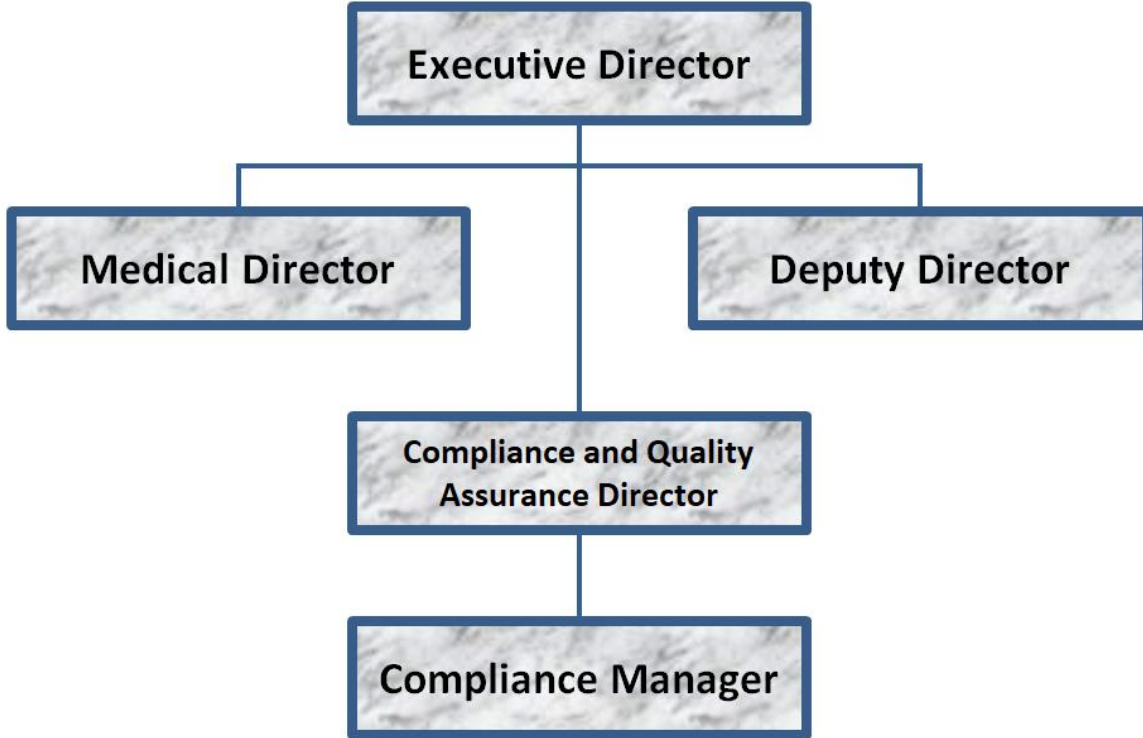 Executive Director
Medical Director
Deputy Director
Compliance and Quality
Assurance Director
Compliance Manager